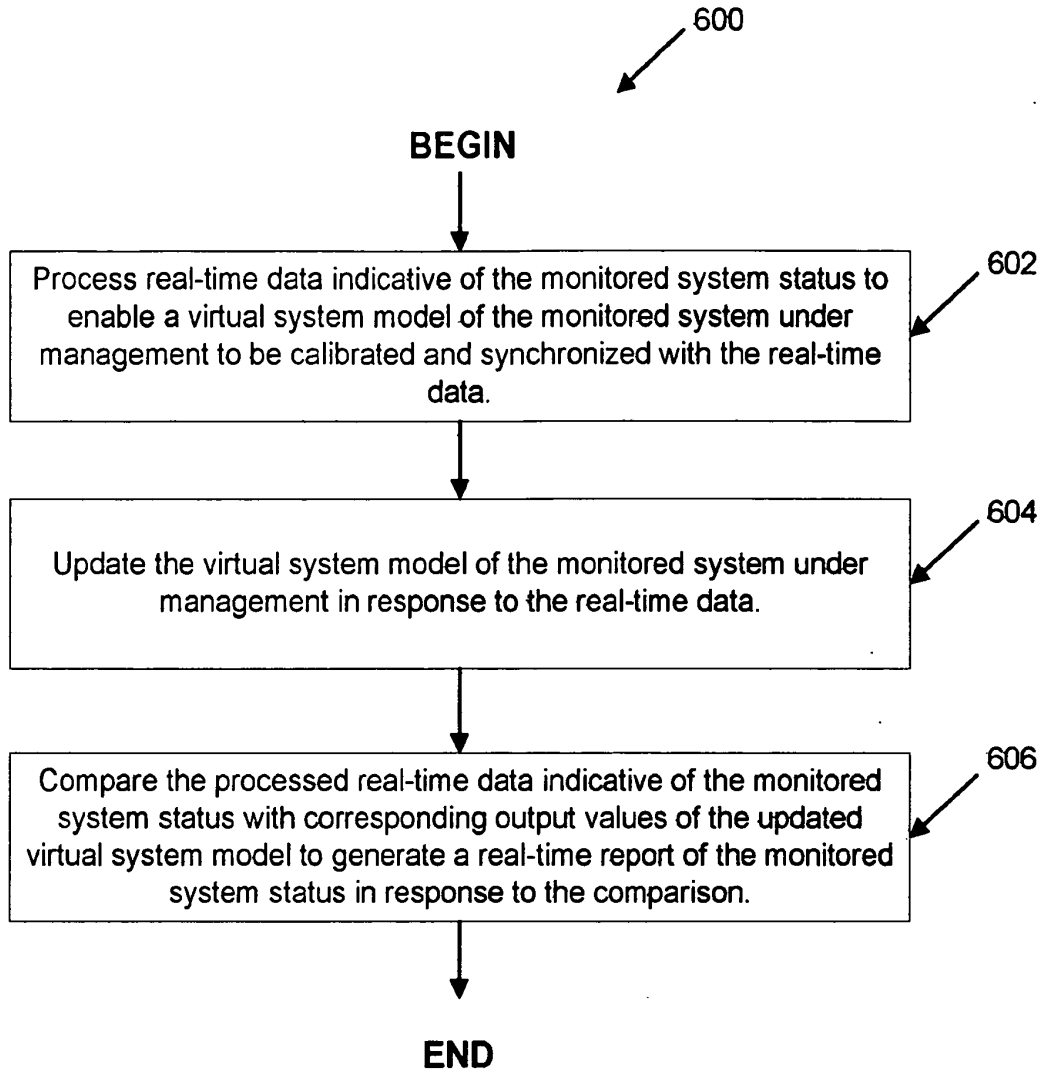 600
BEGIN
602
Process real-time data indicative of the monitored system status to
enable a virtual system model of the monitored system under
management to be calibrated and synchronized with the real-time
data.
604
Update the virtual system model of the monitored system under
management in response to the real-time data.
606
Compare the processed real-time data indicative of the monitored
system status with corresponding output values of the updated
virtual system model to generate a real-time report of the monitored
system status in response to the comparison.
END